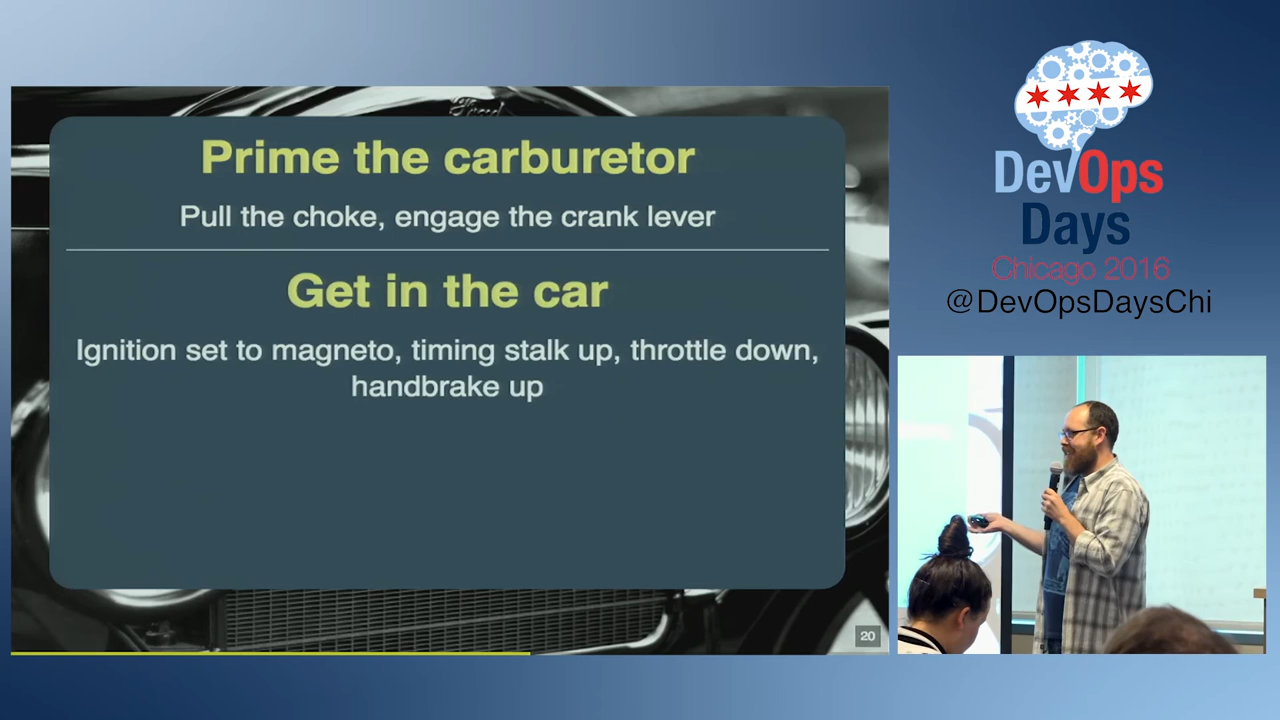 Ford
Prime the carburetor
Pull the choke, engage the crank lever
Get in the car
Ignition set to magneto, timing stalk up, throttle down,
handbrake up
20
DevOps
Days
Chicago 2016
@DevOpsDaysChi